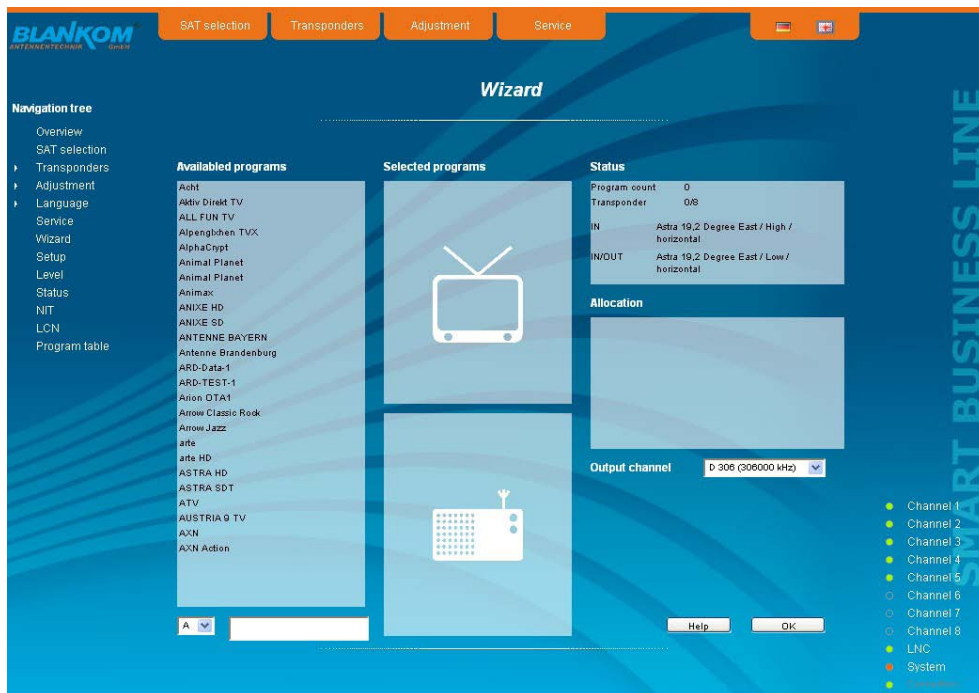 BLANKOM
ANTENNENTECHNIK GmbH
SAT selection
Transponders
Adjustment
Service
Wizard
Navigation tree
Overview
SAT selection
Transponders
Adjustment
Language
Service
Wizard
Setup
Level
Status
NIT
LCN
Program table
Availabled programs
Acht
Aktiv Direkt TV
ALL FUN TV
Alpenglxhen TVX
AlphaCrypt
Animal Planet
Animal Planet
Animax
ANIXE HD
ANIXE SD
ANTENNE BAYERN
Antenne Brandenburg
ARD-Data-1
ARD-TEST-1
Arion OTA1
Arrow Classic Rock
Arrow Jazz
arte
arte HD
ASTRA HD
ASTRA SDT
ATV
AUSTRIA 9 TV
AXN
AXN Action
A
Selected programs
Status
Program count 0
Transponder 0/8
IN Astra 19,2 Degree East / High /
horizontal
IN/OUT Astra 19,2 Degree East / Low /
horizontal
Allocation
Output channel D 306 (306000 kHz)
Help
OK
SMART BUSINESS LINE
Channel 1
Channel 2
Channel 3
Channel 4
Channel 5
Channel 6
Channel 7
Channel 8
LNC
System